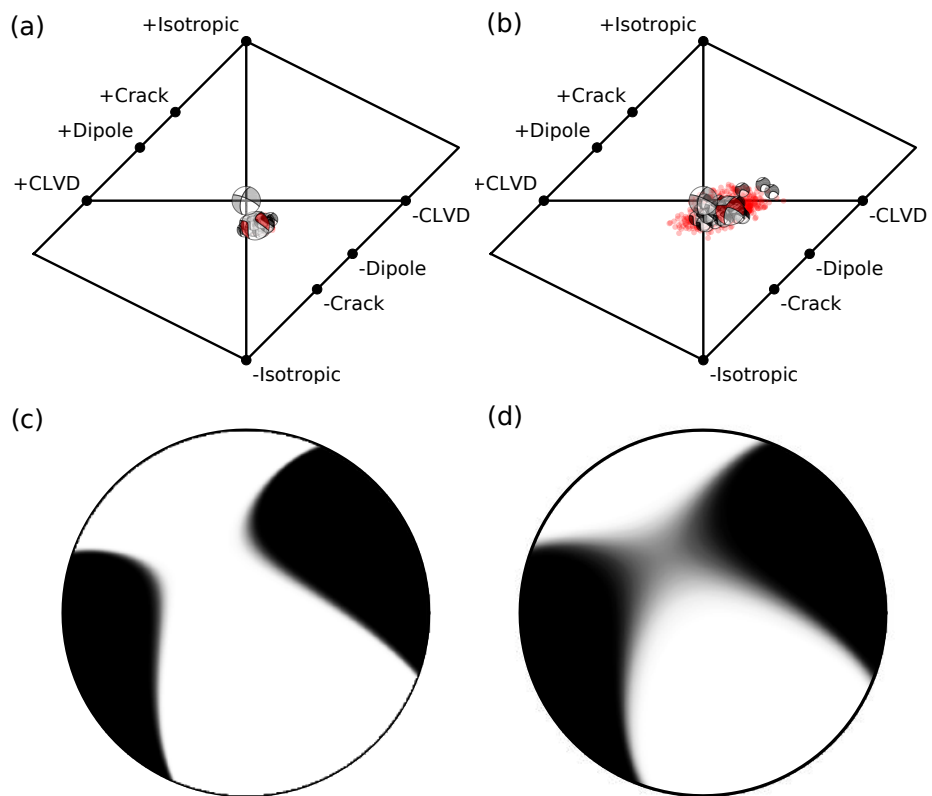 (a)
+Isotropic
+Crack
+Dipole
+CLVD
-CLVD
-Dipole
-Crack
-Isotropic
(b)
+Isotropic
+Crack
+Dipole
+CLVD
-CLVD
-Dipole
-Crack
-Isotropic
(c)
(d)